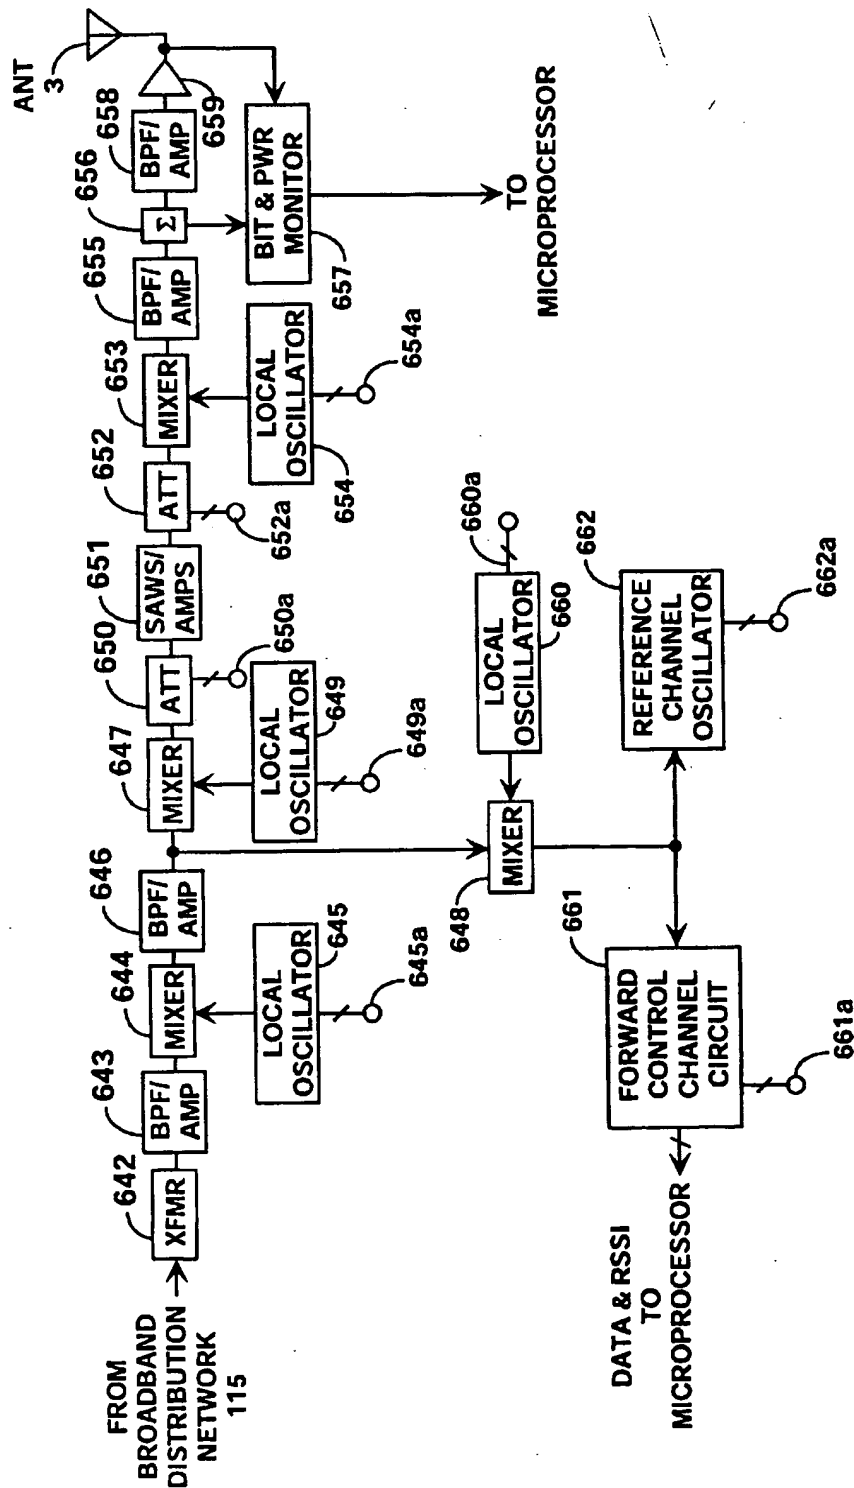 FROM
BROADBAND
DISTRIBUTION
NETWORK
115
XFMR
642
BPF/
AMP
643
MIXER
644
LOCAL
OSCILLATOR
645
645a
BPF/
AMP
646
MIXER
647
LOCAL
OSCILLATOR
649
649a
ATT
650
650a
SAWS/
AMPS
651
ATT
652
652a
MIXER
653
LOCAL
OSCILLATOR
654
654a
BPF/
AMP
655
Σ
656
BIT & PWR
MONITOR
657
TO
MICROPROCESSOR
BPF/
AMP
658
659
ANT
3
MIXER
648
LOCAL
OSCILLATOR
660
660a
FORWARD
CONTROL
CHANNEL
CIRCUIT
661
661a
DATA & RSSI
TO
MICROPROCESSOR
REFERENCE
CHANNEL
OSCILLATOR
662
662a